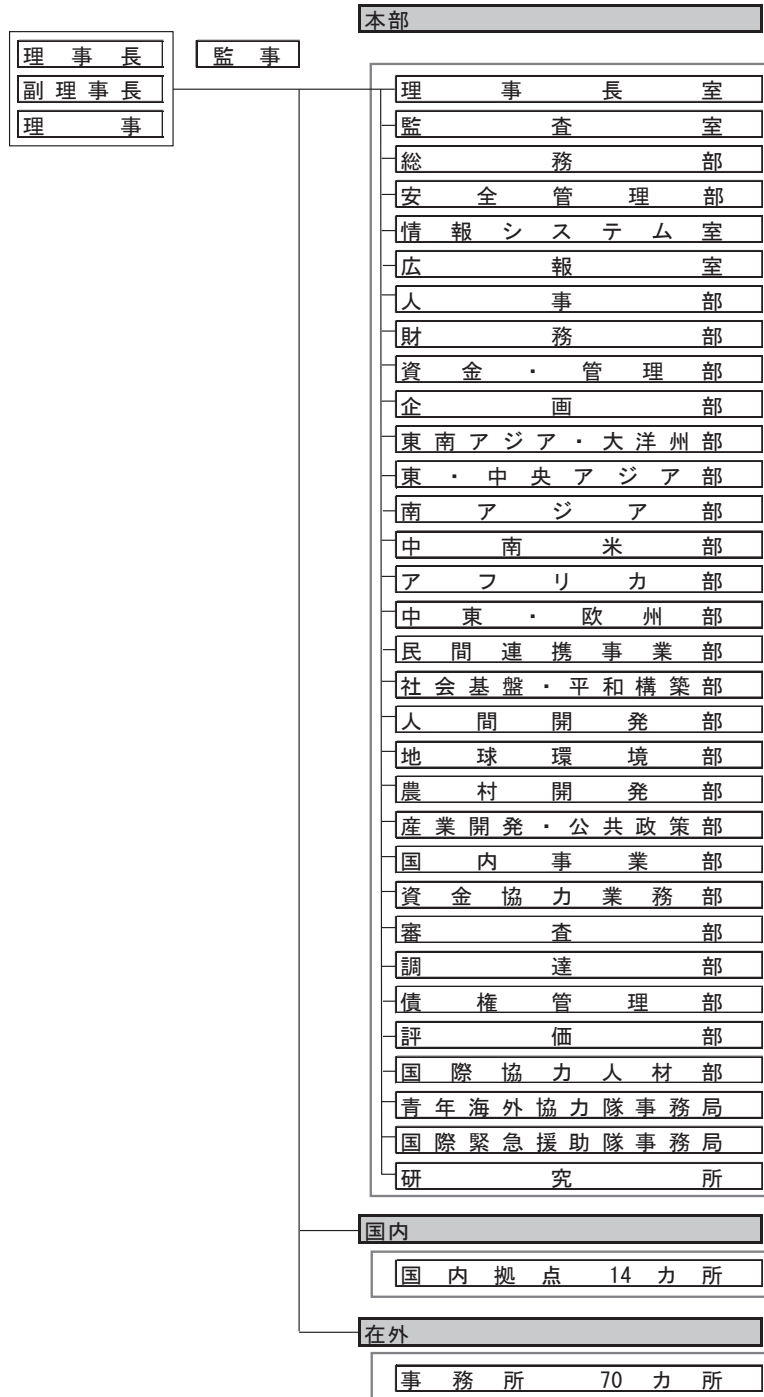 本部
理事長
監事
副理事長
理事
理事長室
監査室
総務部
安全管理部
情報システム室
広報室
人事部
財務部
資金・管理部
企画部
東南アジア・大洋州部
東・中央アジア部
南アジア部
中南米部
アフリカ部
中東・欧州部
民間連携事業部
社会基盤・平和構築部
人間開発部
地球環境部
農村開発部
産業開発・公共政策部
国内事業部
資金協力業務部
審査部
調達部
債権管理部
評価部
国際協力人材部
青年海外協力隊事務局
国際緊急援助隊事務局
研究所
国内
国内拠点 14カ所
在外
事務所 70カ所